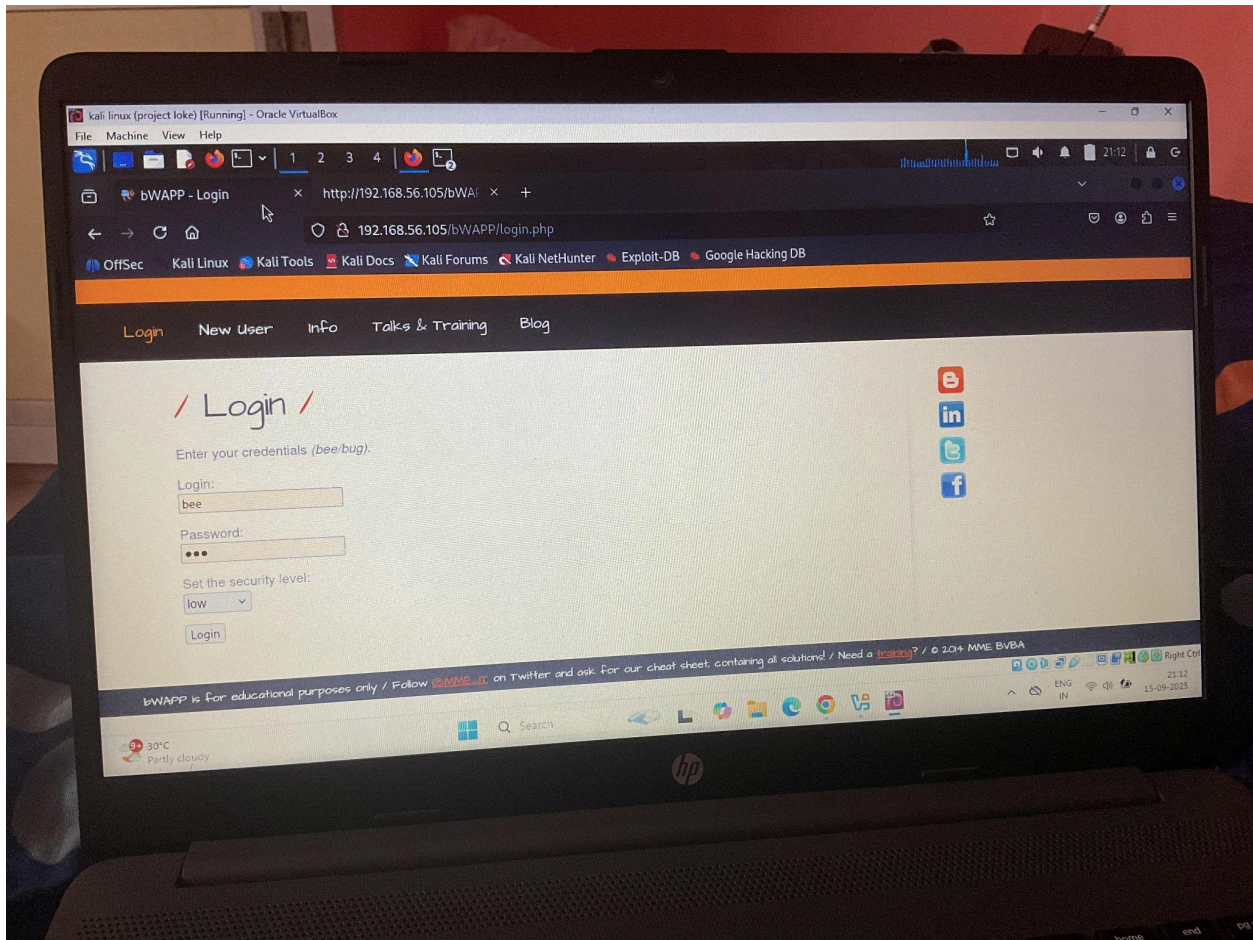 kali linux (project loke) [Running] - Oracle VirtualBox
File Machine View Help
1 2 3 4 2 21:12
bWAPP - Login × http://192.168.56.105/bWAF × +
192.168.56.105/bWAPP/login.php
OffSec Kali Linux Kali Tools Kali Docs Kali Forums Kali NetHunter Exploit-DB Google Hacking DB
Login New User Info Talks & Training Blog
/ Login /
Enter your credentials (bee/bug).
Login:
bee
Password:
•••
Set the security level:
low
Login
in
f
bWAPP is for educational purposes only / Follow @MME_IT on Twitter and ask for our cheat sheet, containing all solutions! / Need a training? / © 2014 MME BVBA
Right Ctrl
9+ 30°C
Partly cloudy
Search
ENG
IN
21:12
15-09-2025
hp
home end